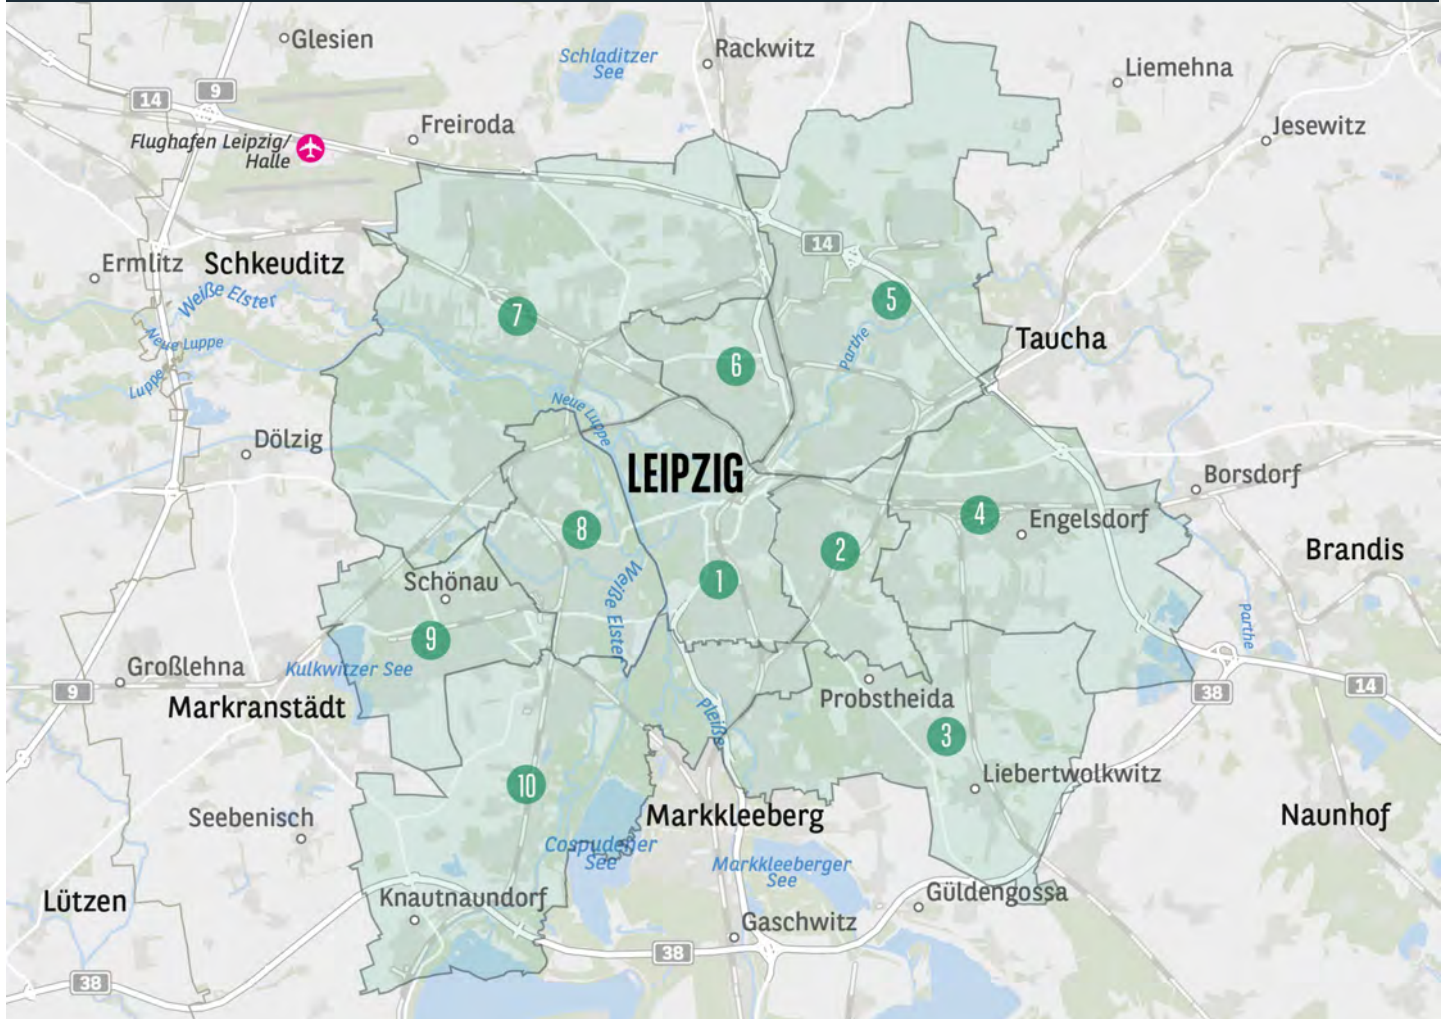 Glesien
Schladitzer
See
Rackwitz
Liemehna
9
14
Freiroda
Jesewitz
Flughafen Leipzig/
Halle
14
Ermlitz
Schkeuditz
Weiße Elster
5
7
Neue Luppe
Parthe
Taucha
6
Luppe
Neue Luppe
Dölzig
LEIPZIG
Borsdorf
4
Engelsdorf
8
2
Brandis
Schönau
1
Weiße Elster
Parthe
9
Großlehna
Kulkwitzer See
9
Probstheida
38
14
Markranstädt
Pleiße
3
10
Liebertwolkwitz
Seebenisch
Markkleeberg
Naunhof
Cospudener
See
Markkleeberger
See
Lützen
Knautnaundorf
Güldengossa
Gaschwitz
38
38